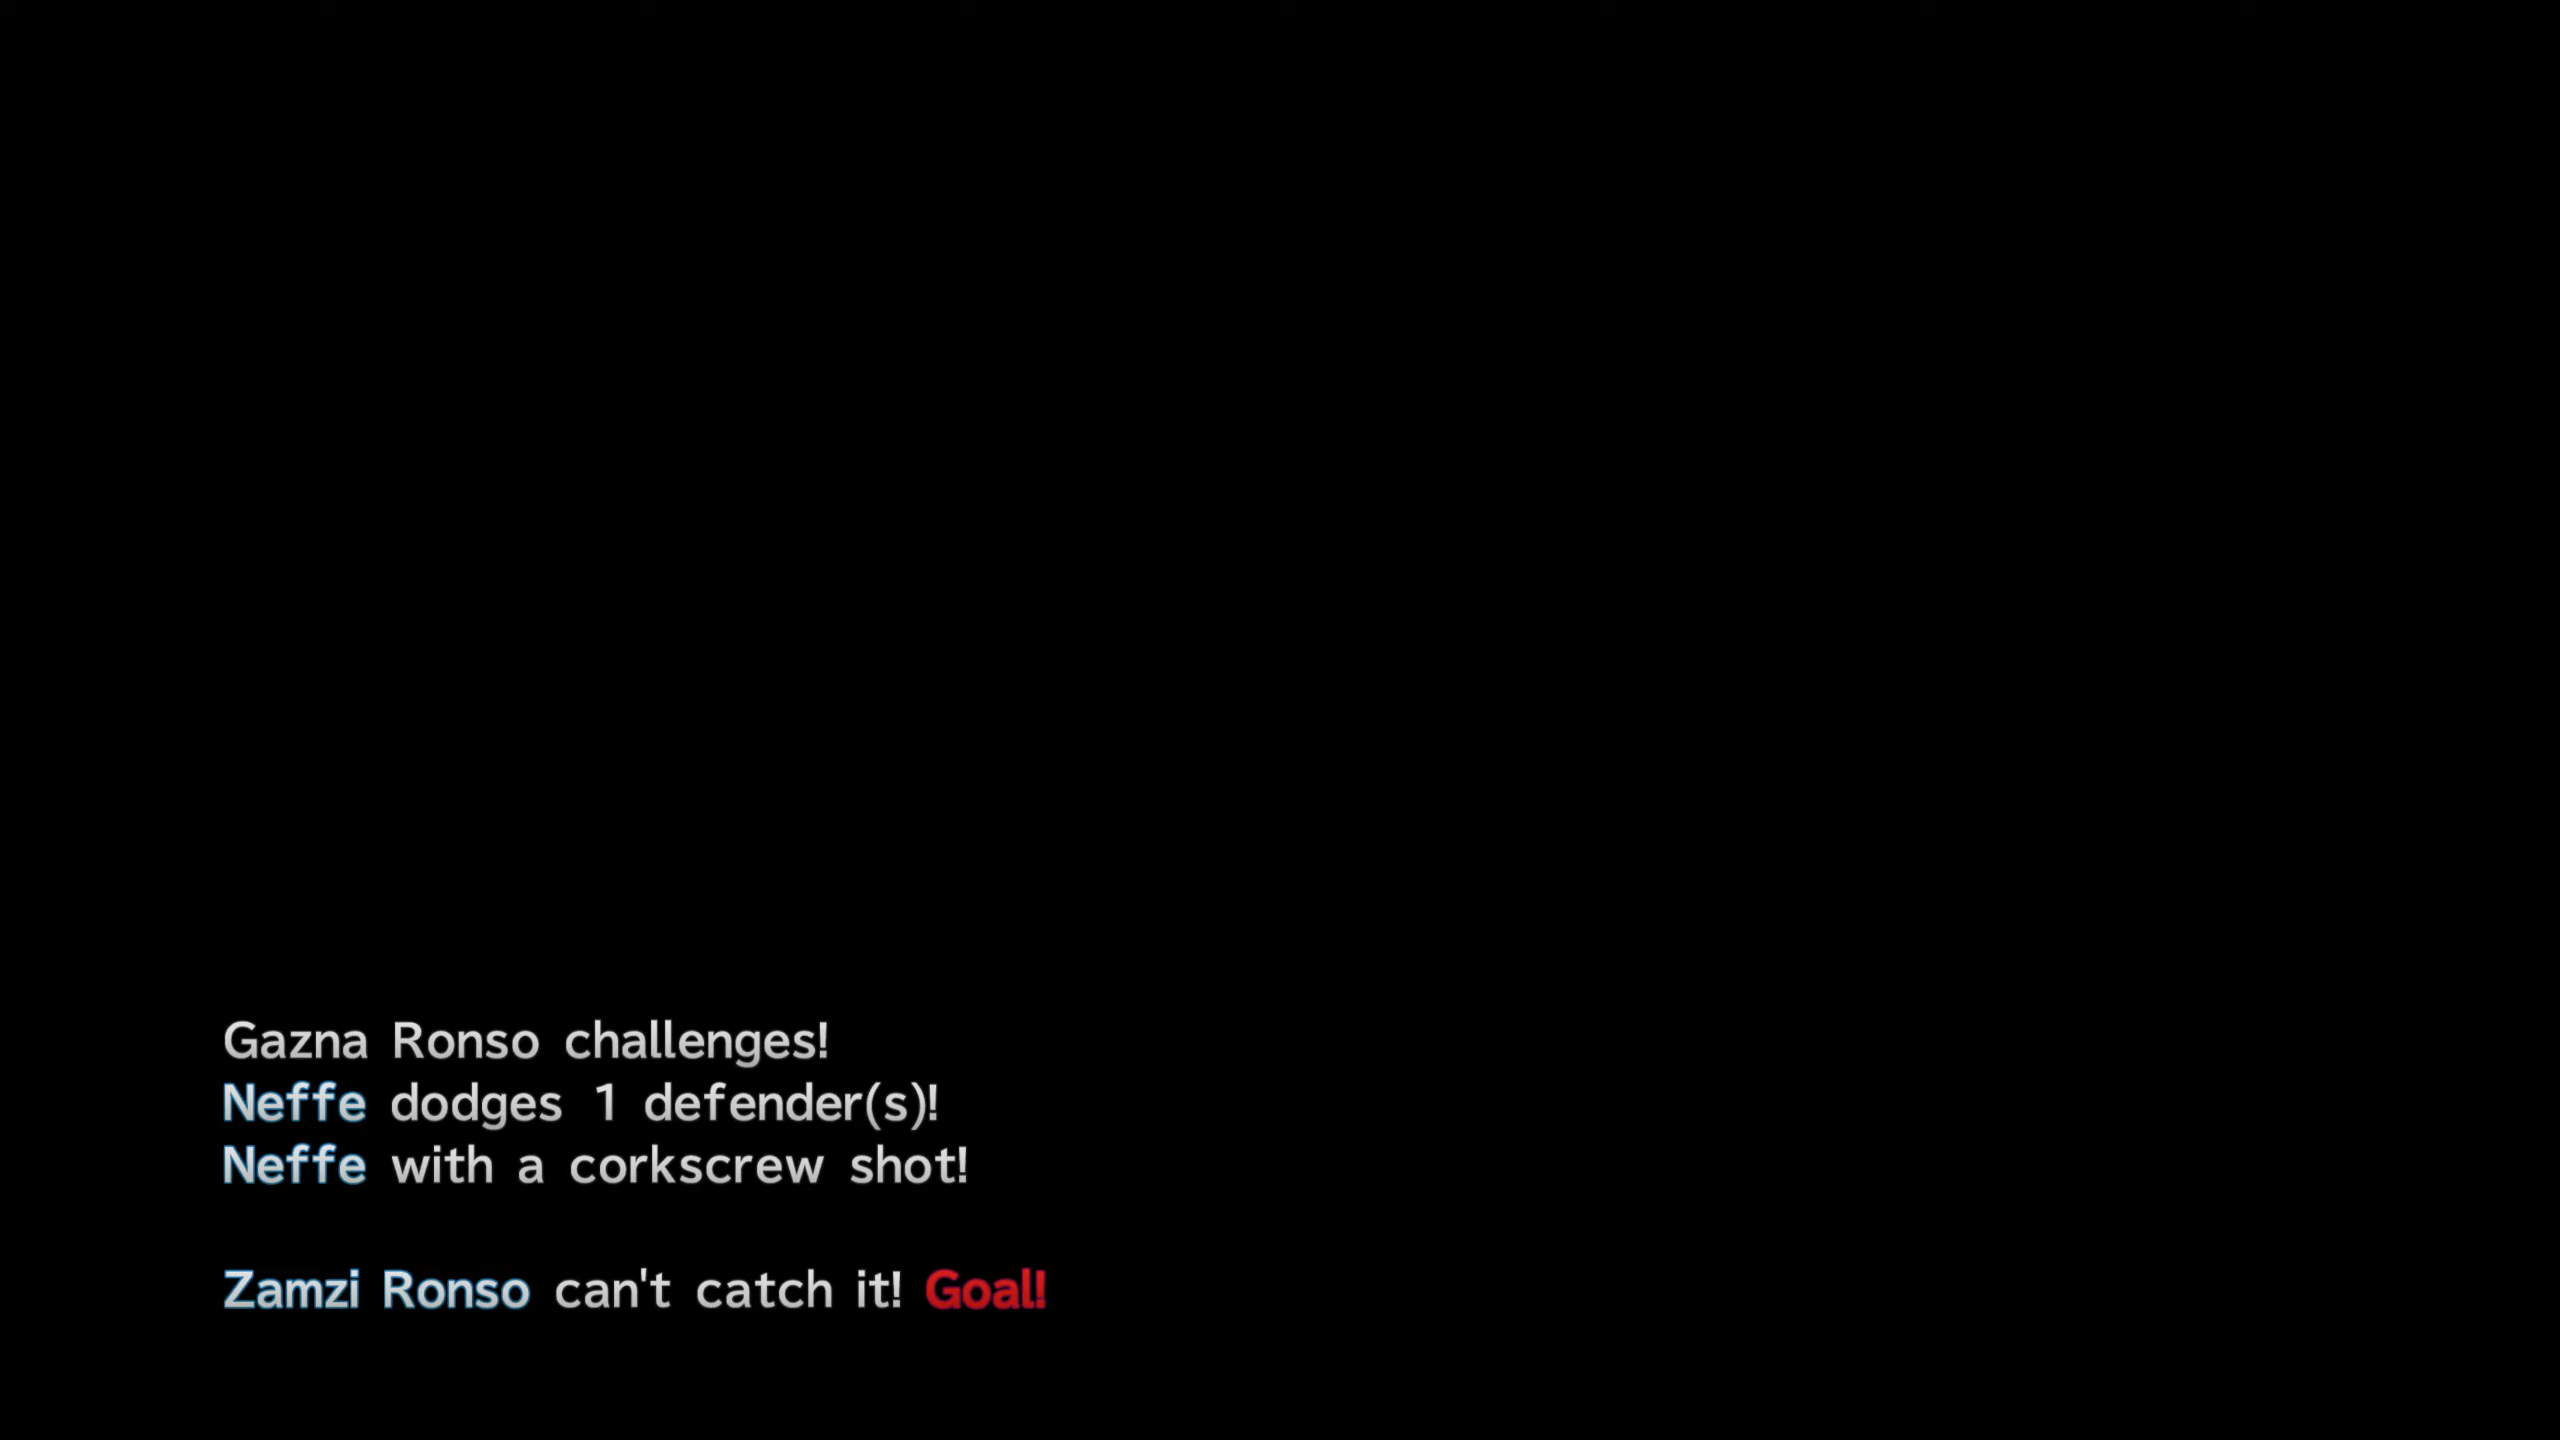 Gazna Ronso challenges!
Neffe dodges 1 defender(s)!
Neffe with a corkscrew shot!
Zamzi Ronso can't catch it! Goal!